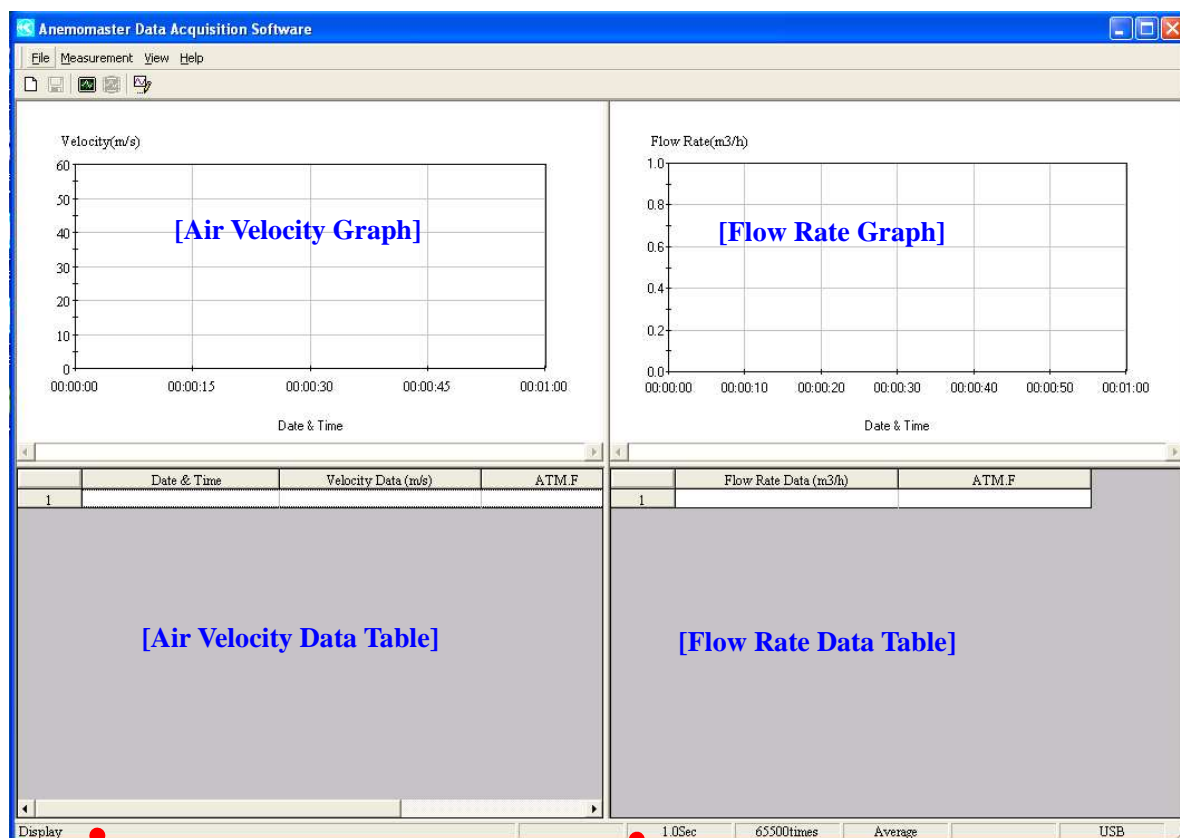 Anemomaster Data Acquisition Software
File Measurement View Help
Velocity(m/s)
60
50
40
30
20
10
0
[Air Velocity Graph]
00:00:00 00:00:15 00:00:30 00:00:45 00:01:00
Date & Time
Flow Rate(m3/h)
1.0
0.8
0.6
0.4
0.2
0.0
[Flow Rate Graph]
00:00:00 00:00:10 00:00:20 00:00:30 00:00:40 00:00:50 00:01:00
Date & Time
Date & Time Velocity Data (m/s) ATM.F
1
[Air Velocity Data Table]
Flow Rate Data (m3/h) ATM.F
1
[Flow Rate Data Table]
Display 1.0Sec 65500times Average USB